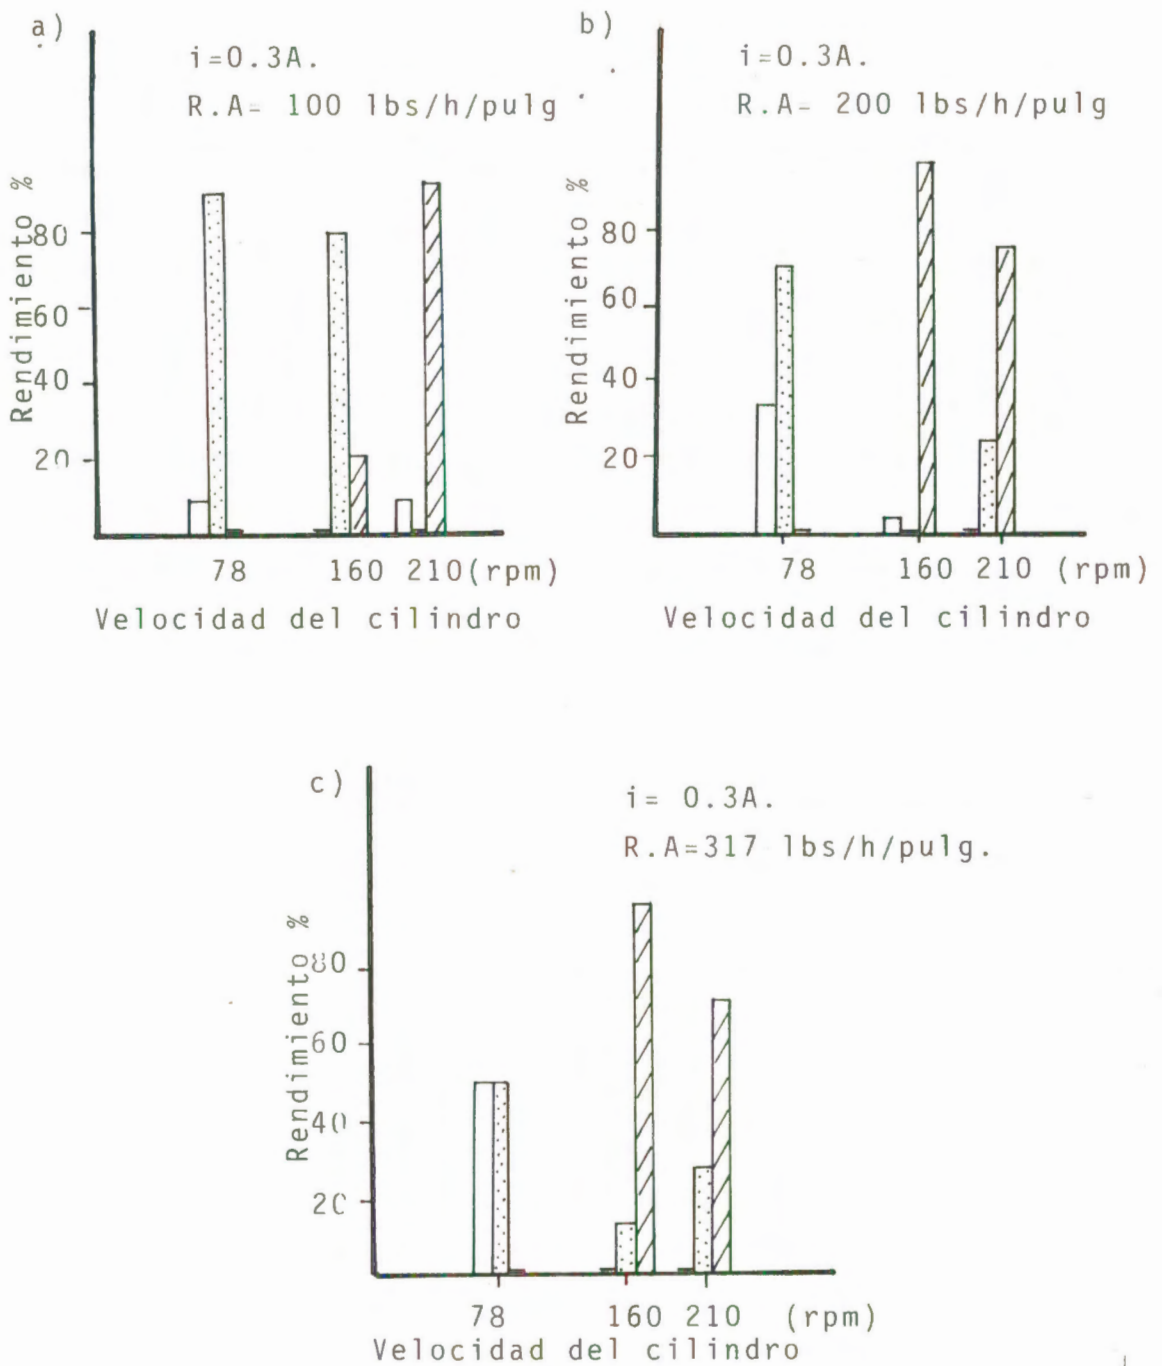 a)
i=0.3A.
R.A- 100 lbs/h/pulg
Rendimiento %
80
60
40
20
78 160 210(rpm)
Velocidad del cilindro
b)
i=0.3A.
R.A- 200 lbs/h/pulg
Rendimiento %
80
60
40
20
78 160 210 (rpm)
Velocidad del cilindro
c)
i= 0.3A.
R.A=317 lbs/h/pulg.
Rendimiento %
80
60
40
20
78 160 210 (rpm)
Velocidad del cilindro